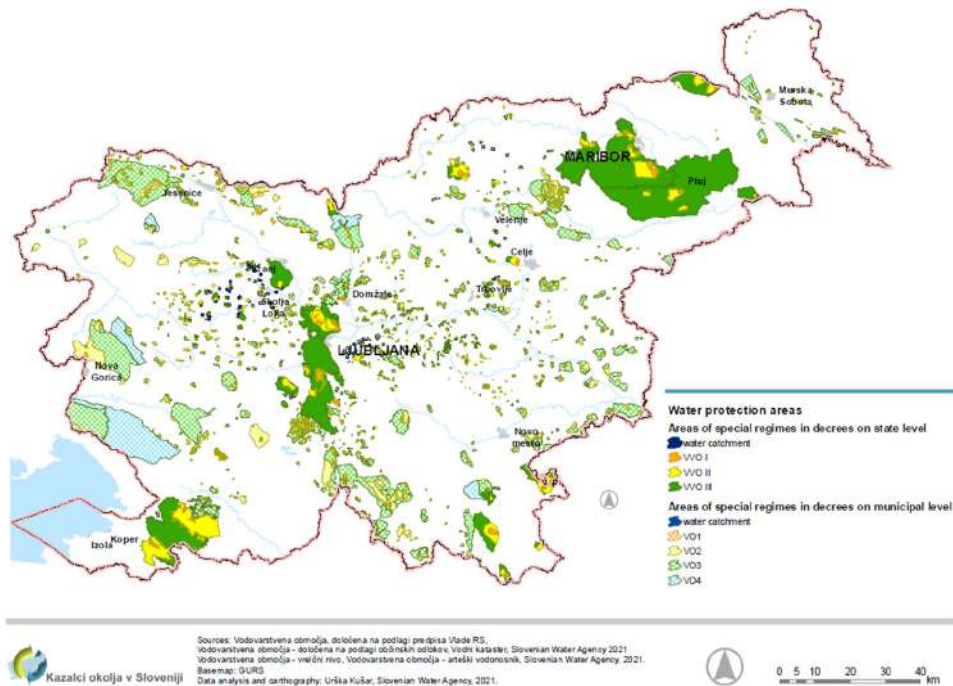 Murska
Sobota
MARIBOR
Ptuj
Jesenice
Velenje
Celje
Kranj
Škofja
Loka
Domžale
Trbovlje
LJUBLJANA
Nova
Gorica
Novo
mesto
Koper
Izola
Water protection areas
Areas of special regimes in decrees on state level
water catchment
VVO I
VVO II
VVO III
Areas of special regimes in decrees on municipal level
water catchment
VO1
VO2
VO3
VO4
Kazalci okolja v Sloveniji
Sources: Vodovarstvena območja, določena na podlagi predpisa Vlade RS,
Vodovarstvena območja - določena na podlagi občinskih odlokov, Vodni kataster, Slovenian Water Agency 2021
Vodovarstvena območja - vrelčni nivo, Vodovarstvena območja - arteški vodonosnik, Slovenian Water Agency, 2021.
Basemap: GURS
Data analysis and carthography: Urška Kušar, Slovenian Water Agency, 2021.
0 5 10 20 30 40
km